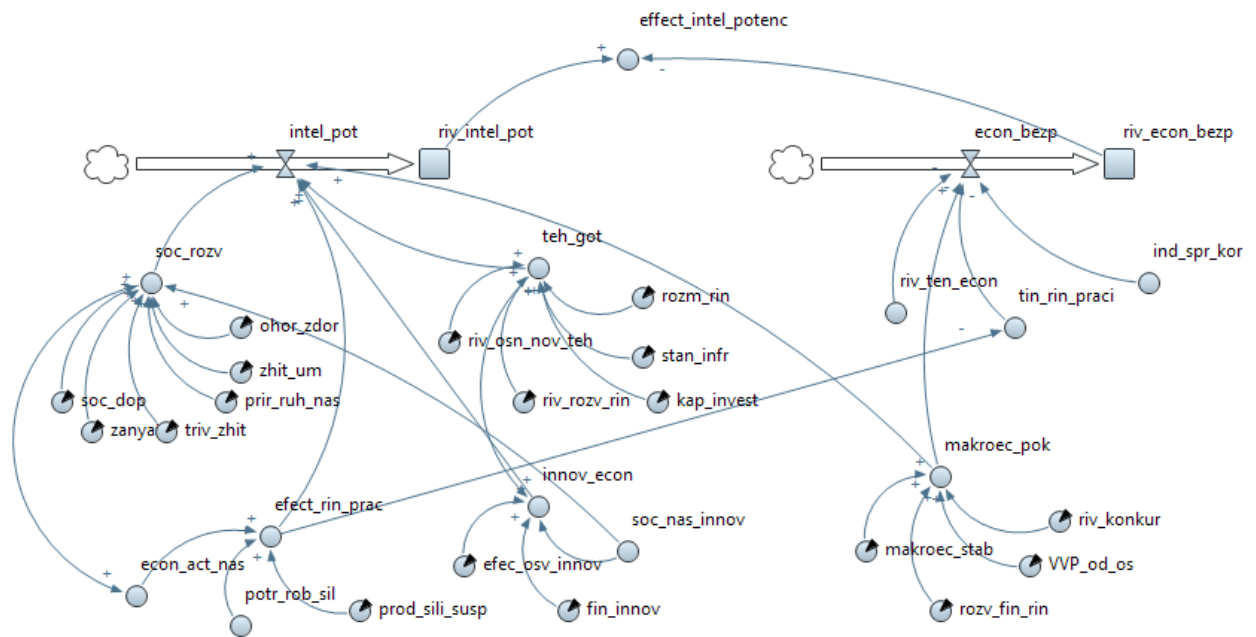 effect_intel_potenc
intel_pot
riv_intel_pot
econ_bezp
riv_econ_bezp
soc_rozv
teh_got
ind_spr_kor
riv_ten_econ
tin_rin_praci
rozm_rin
ohor_zdor
riv_osn_nov_teh
stan_infr
zhit_um
soc_dop
prir_ruh_nas
riv_rozv_rin
kap_invest
zanyat
triv_zhit
makroec_pok
innov_econ
efect_rin_prac
soc_nas_innov
riv_konkur
makroec_stab
econ_act_nas
efec_osv_innov
VVP_od_os
potr_rob_sil
prod_sili_susp
fin_innov
rozv_fin_rin